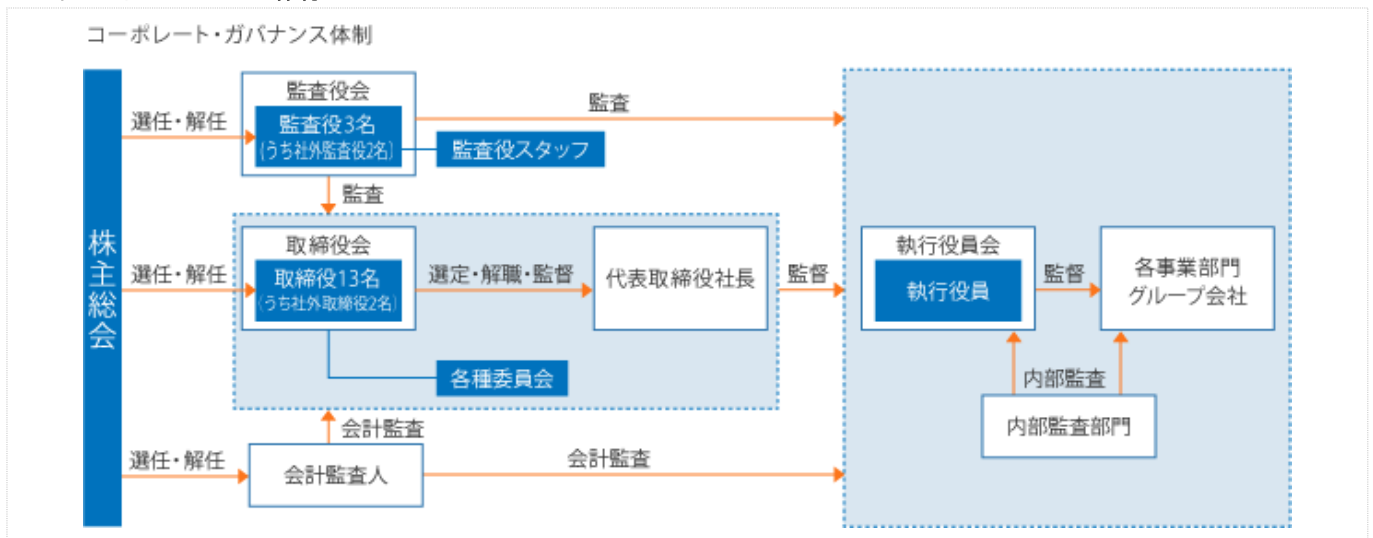 コーポレート・ガバナンス体制
株主総会
選任・解任
監査役会
監査役3名
(うち社外監査役2名)
監査役スタッフ
監査
監査
選任・解任
取締役会
取締役13名
(うち社外取締役2名)
選定・解職・監督
代表取締役社長
監督
各種委員会
執行役員会
執行役員
監督
各事業部門
グループ会社
内部監査
内部監査部門
会計監査
選任・解任
会計監査人
会計監査